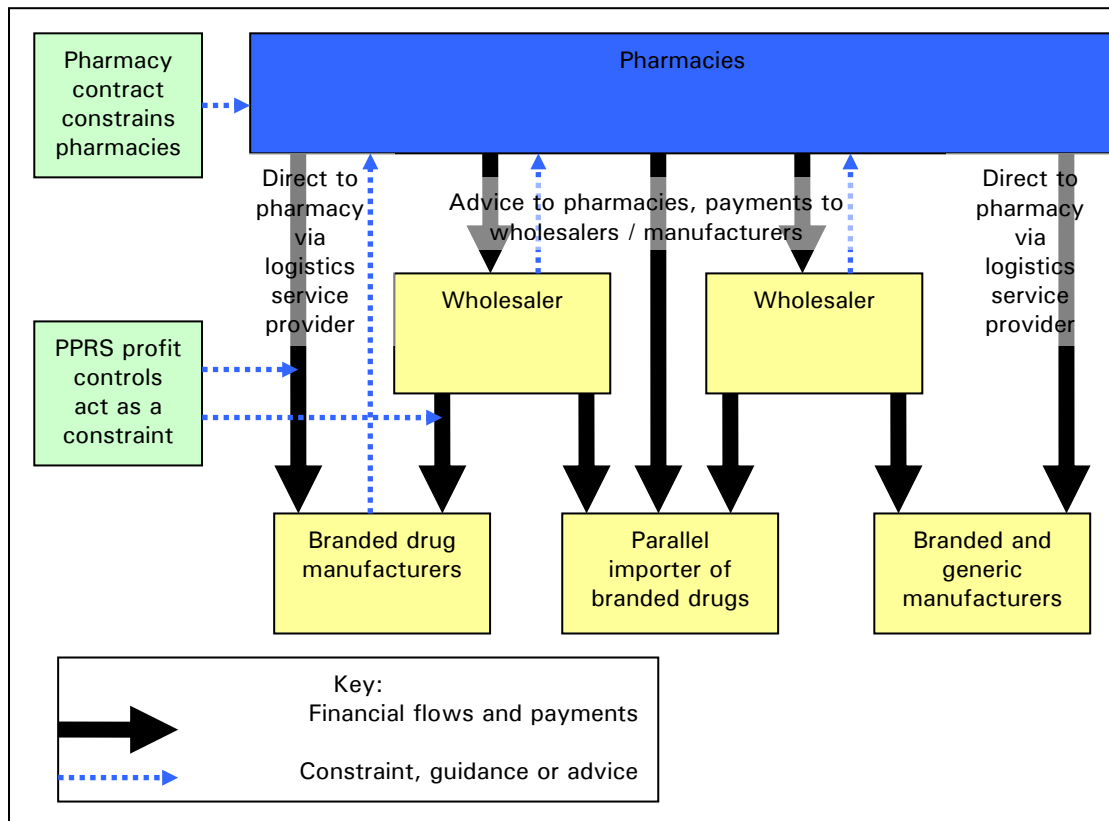 Pharmacy
contract
constrains
pharmacies
Pharmacies
Direct to
pharmacy
via
logistics
service
provider
Advice to pharmacies, payments to
wholesalers / manufacturers
Direct to
pharmacy
via
logistics
service
provider
Wholesaler
Wholesaler
PPRS profit
controls
act as a
constraint
Branded drug
manufacturers
Parallel
importer of
branded drugs
Branded and
generic
manufacturers
Key:
Financial flows and payments
Constraint, guidance or advice